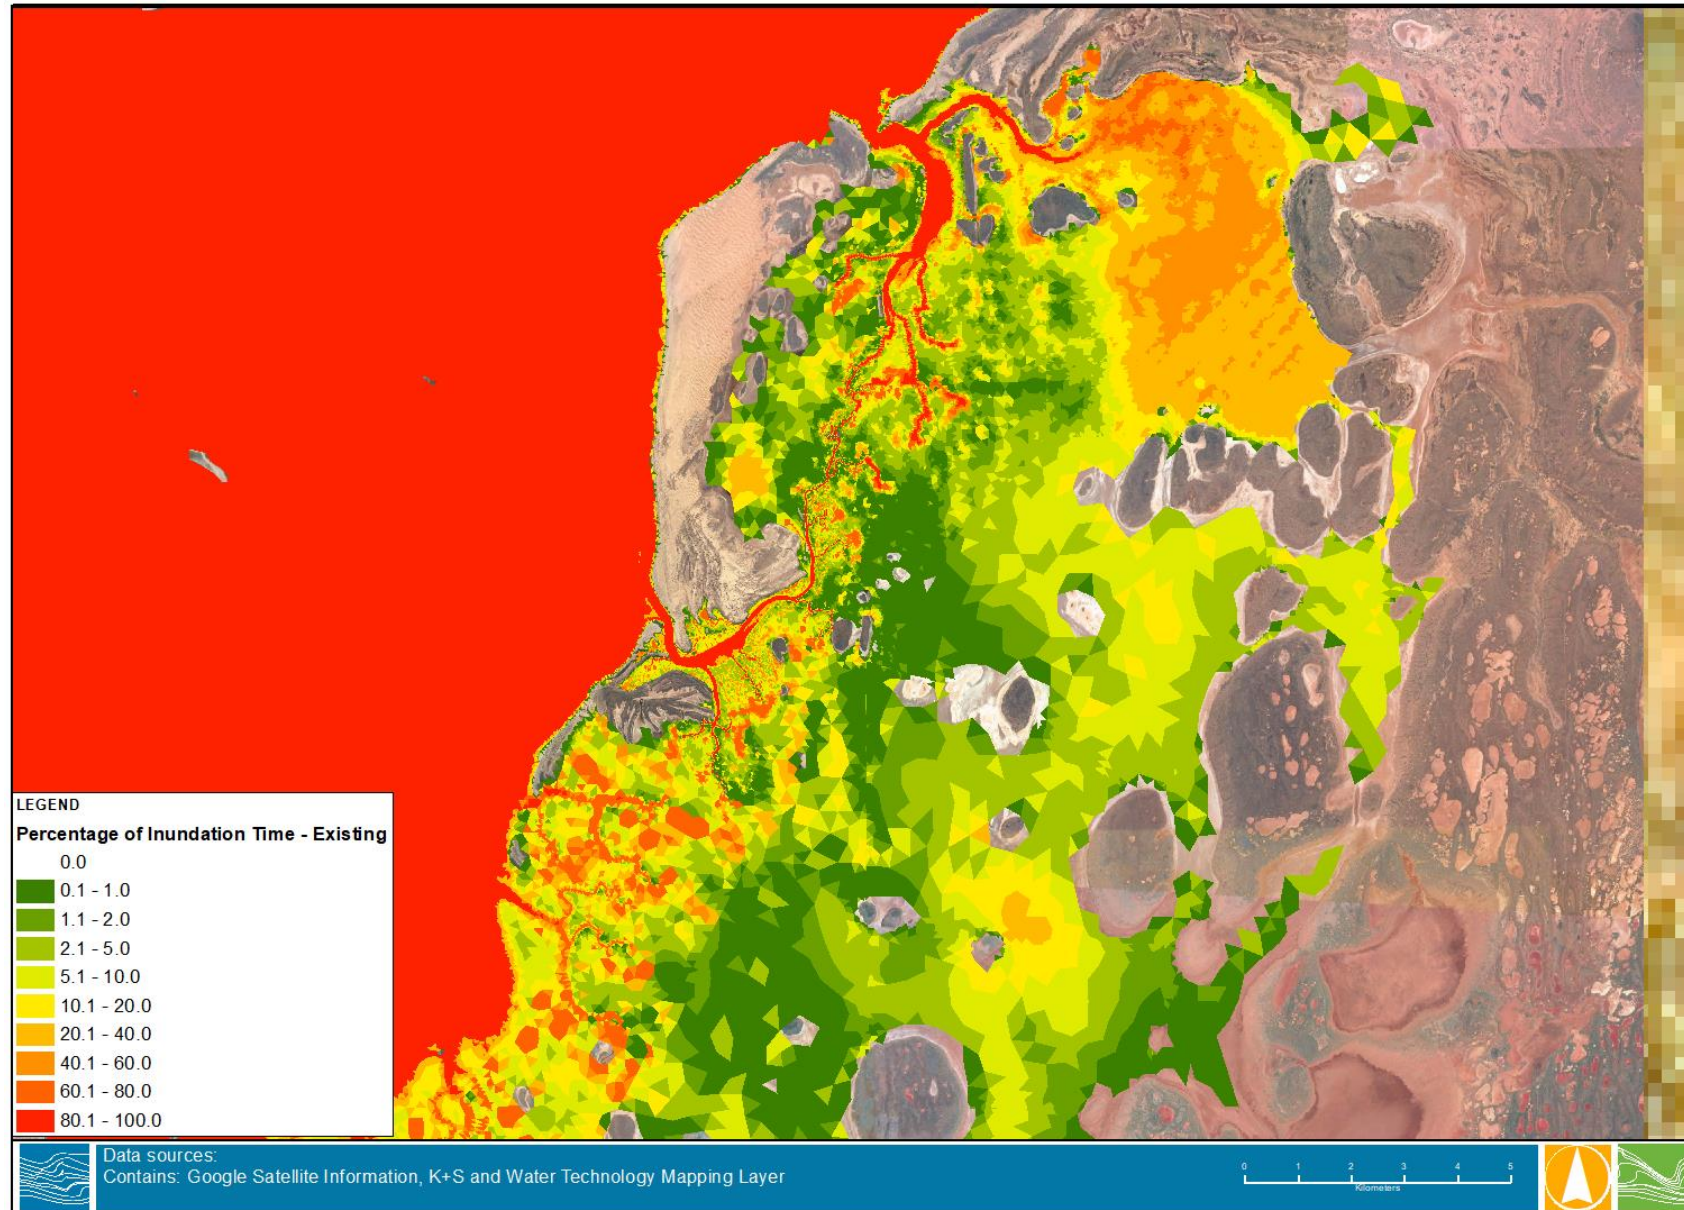 LEGEND
Percentage of Inundation Time - Existing
0.0
0.1 - 1.0
1.1 - 2.0
2.1 - 5.0
5.1 - 10.0
10.1 - 20.0
20.1 - 40.0
40.1 - 60.0
60.1 - 80.0
80.1 - 100.0
Data sources:
Contains: Google Satellite Information, K+S and Water Technology Mapping Layer
0 1 2 3 4 5
Kilometers